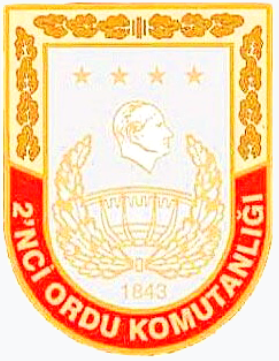 1843
2'NCİ ORDU KOMUTANLIĞI